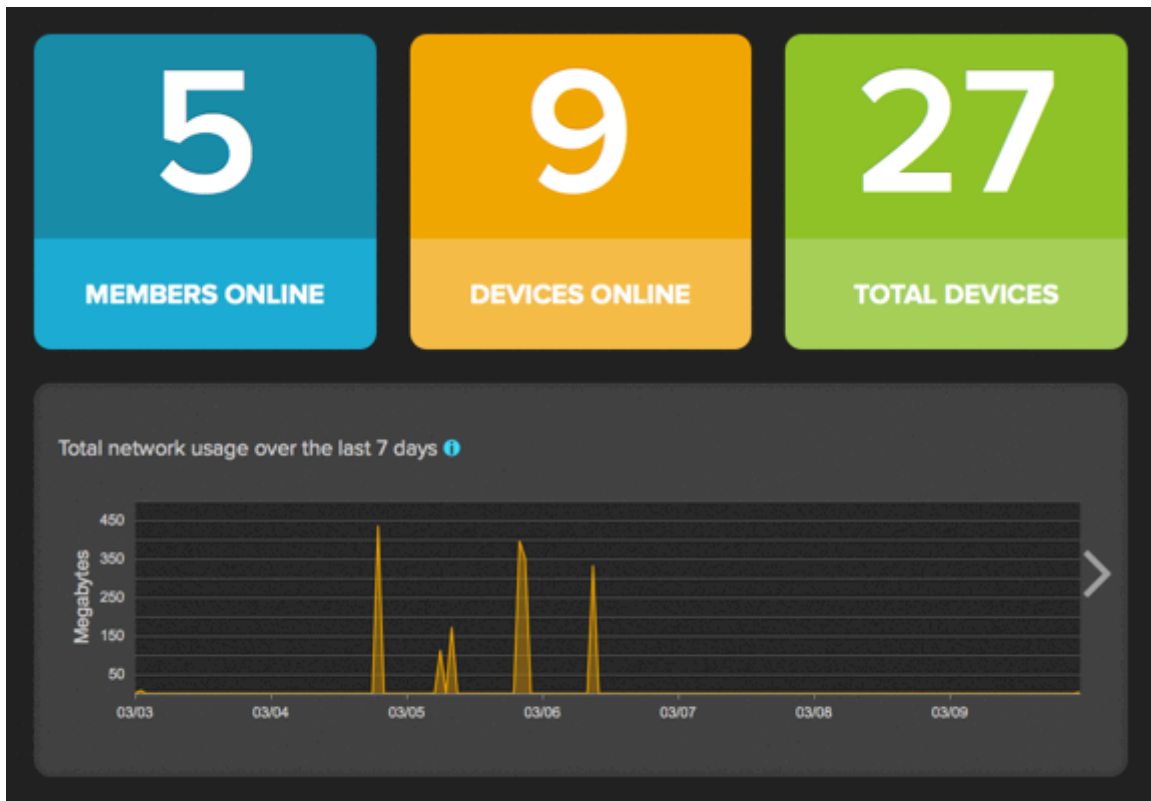 5
9
27
MEMBERS ONLINE
DEVICES ONLINE
TOTAL DEVICES
Total network usage over the last 7 days i
Megabytes
450
350
250
150
50
03/03 03/04 03/05 03/06 03/07 03/08 03/09